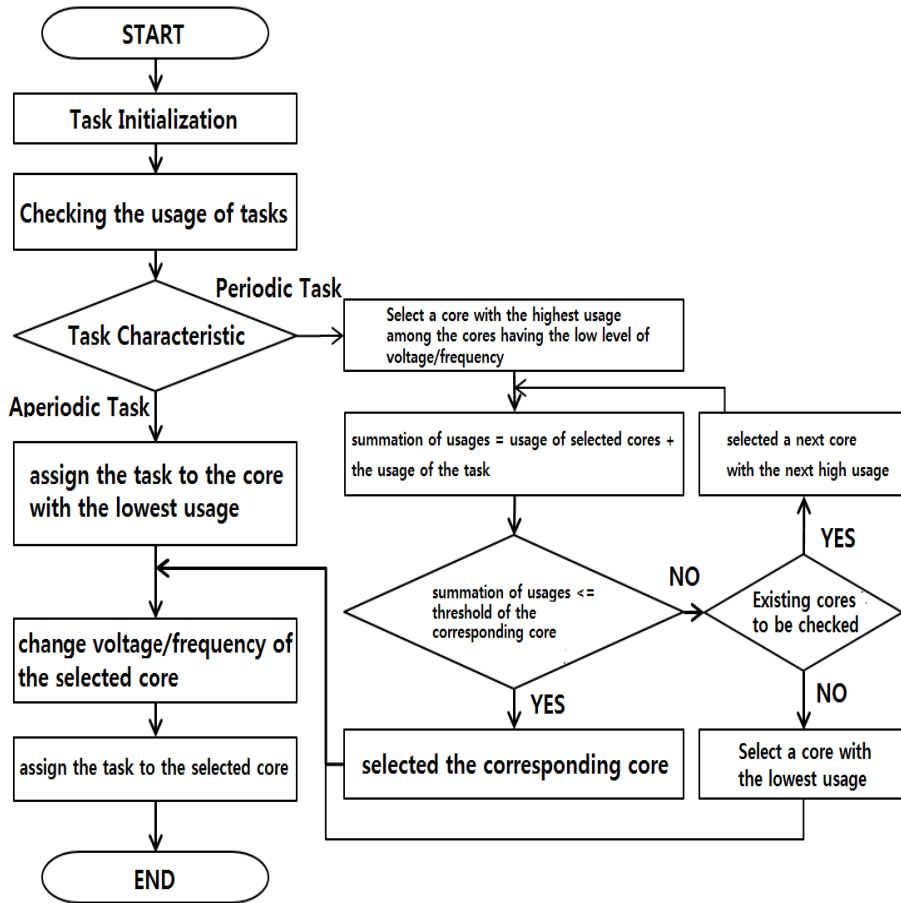 START
Task Initialization
Checking the usage of tasks
Periodic Task
Task Characteristic
Select a core with the highest usage
among the cores having the low level of
voltage/frequency
Aperiodic Task
assign the task to the core
with the lowest usage
summation of usages = usage of selected cores +
the usage of the task
selected a next core
with the next high usage
YES
NO
summation of usages <=
threshold of the
corresponding core
Existing cores
to be checked
change voltage/frequency of
the selected core
YES
NO
assign the task to the selected core
selected the corresponding core
Select a core with
the lowest usage
END